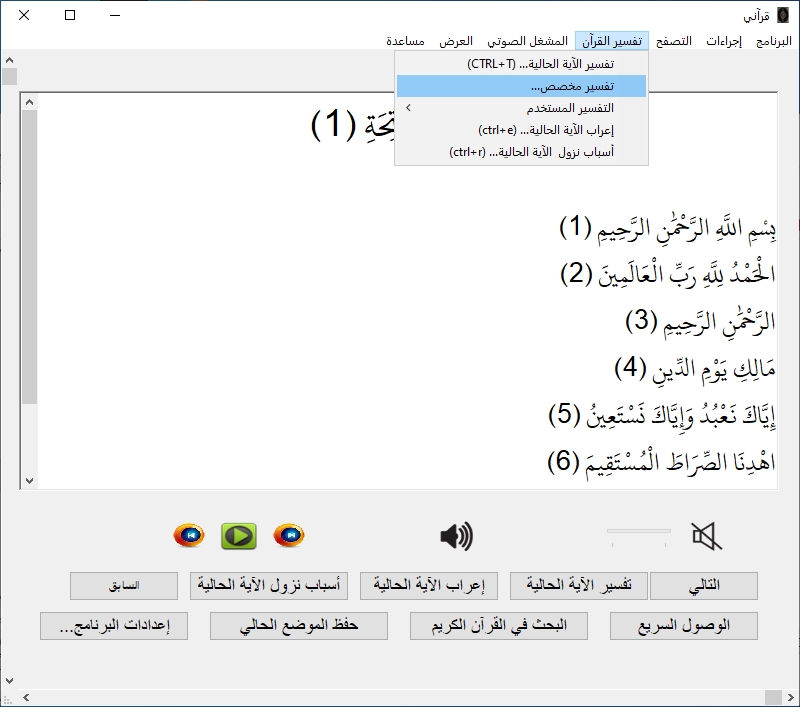 قرآني
البرنامج إجراءات التصفح تفسير القرآن المشغل الصوتي العرض مساعدة
تفسير الآية الحالية... (CTRL+T)
تفسير مخصص...
التفسير المستخدم
إعراب الآية الحالية... (ctrl+e)
أسباب نزول الآية الحالية... (ctrl+r)
(1)
بِسْمِ اللَّهِ الرَّحْمَٰنِ الرَّحِيمِ (1)
الْحَمْدُ لِلَّهِ رَبِّ الْعَالَمِينَ (2)
الرَّحْمَٰنِ الرَّحِيمِ (3)
مَالِكِ يَوْمِ الدِّينِ (4)
إِيَّاكَ نَعْبُدُ وَإِيَّاكَ نَسْتَعِينُ (5)
اهْدِنَا الصِّرَاطَ الْمُسْتَقِيمَ (6)
التالي تفسير الآية الحالية إعراب الآية الحالية أسباب نزول الآية الحالية السابق
الوصول السريع البحث في القرآن الكريم حفظ الموضع الحالي إعدادات البرنامج...